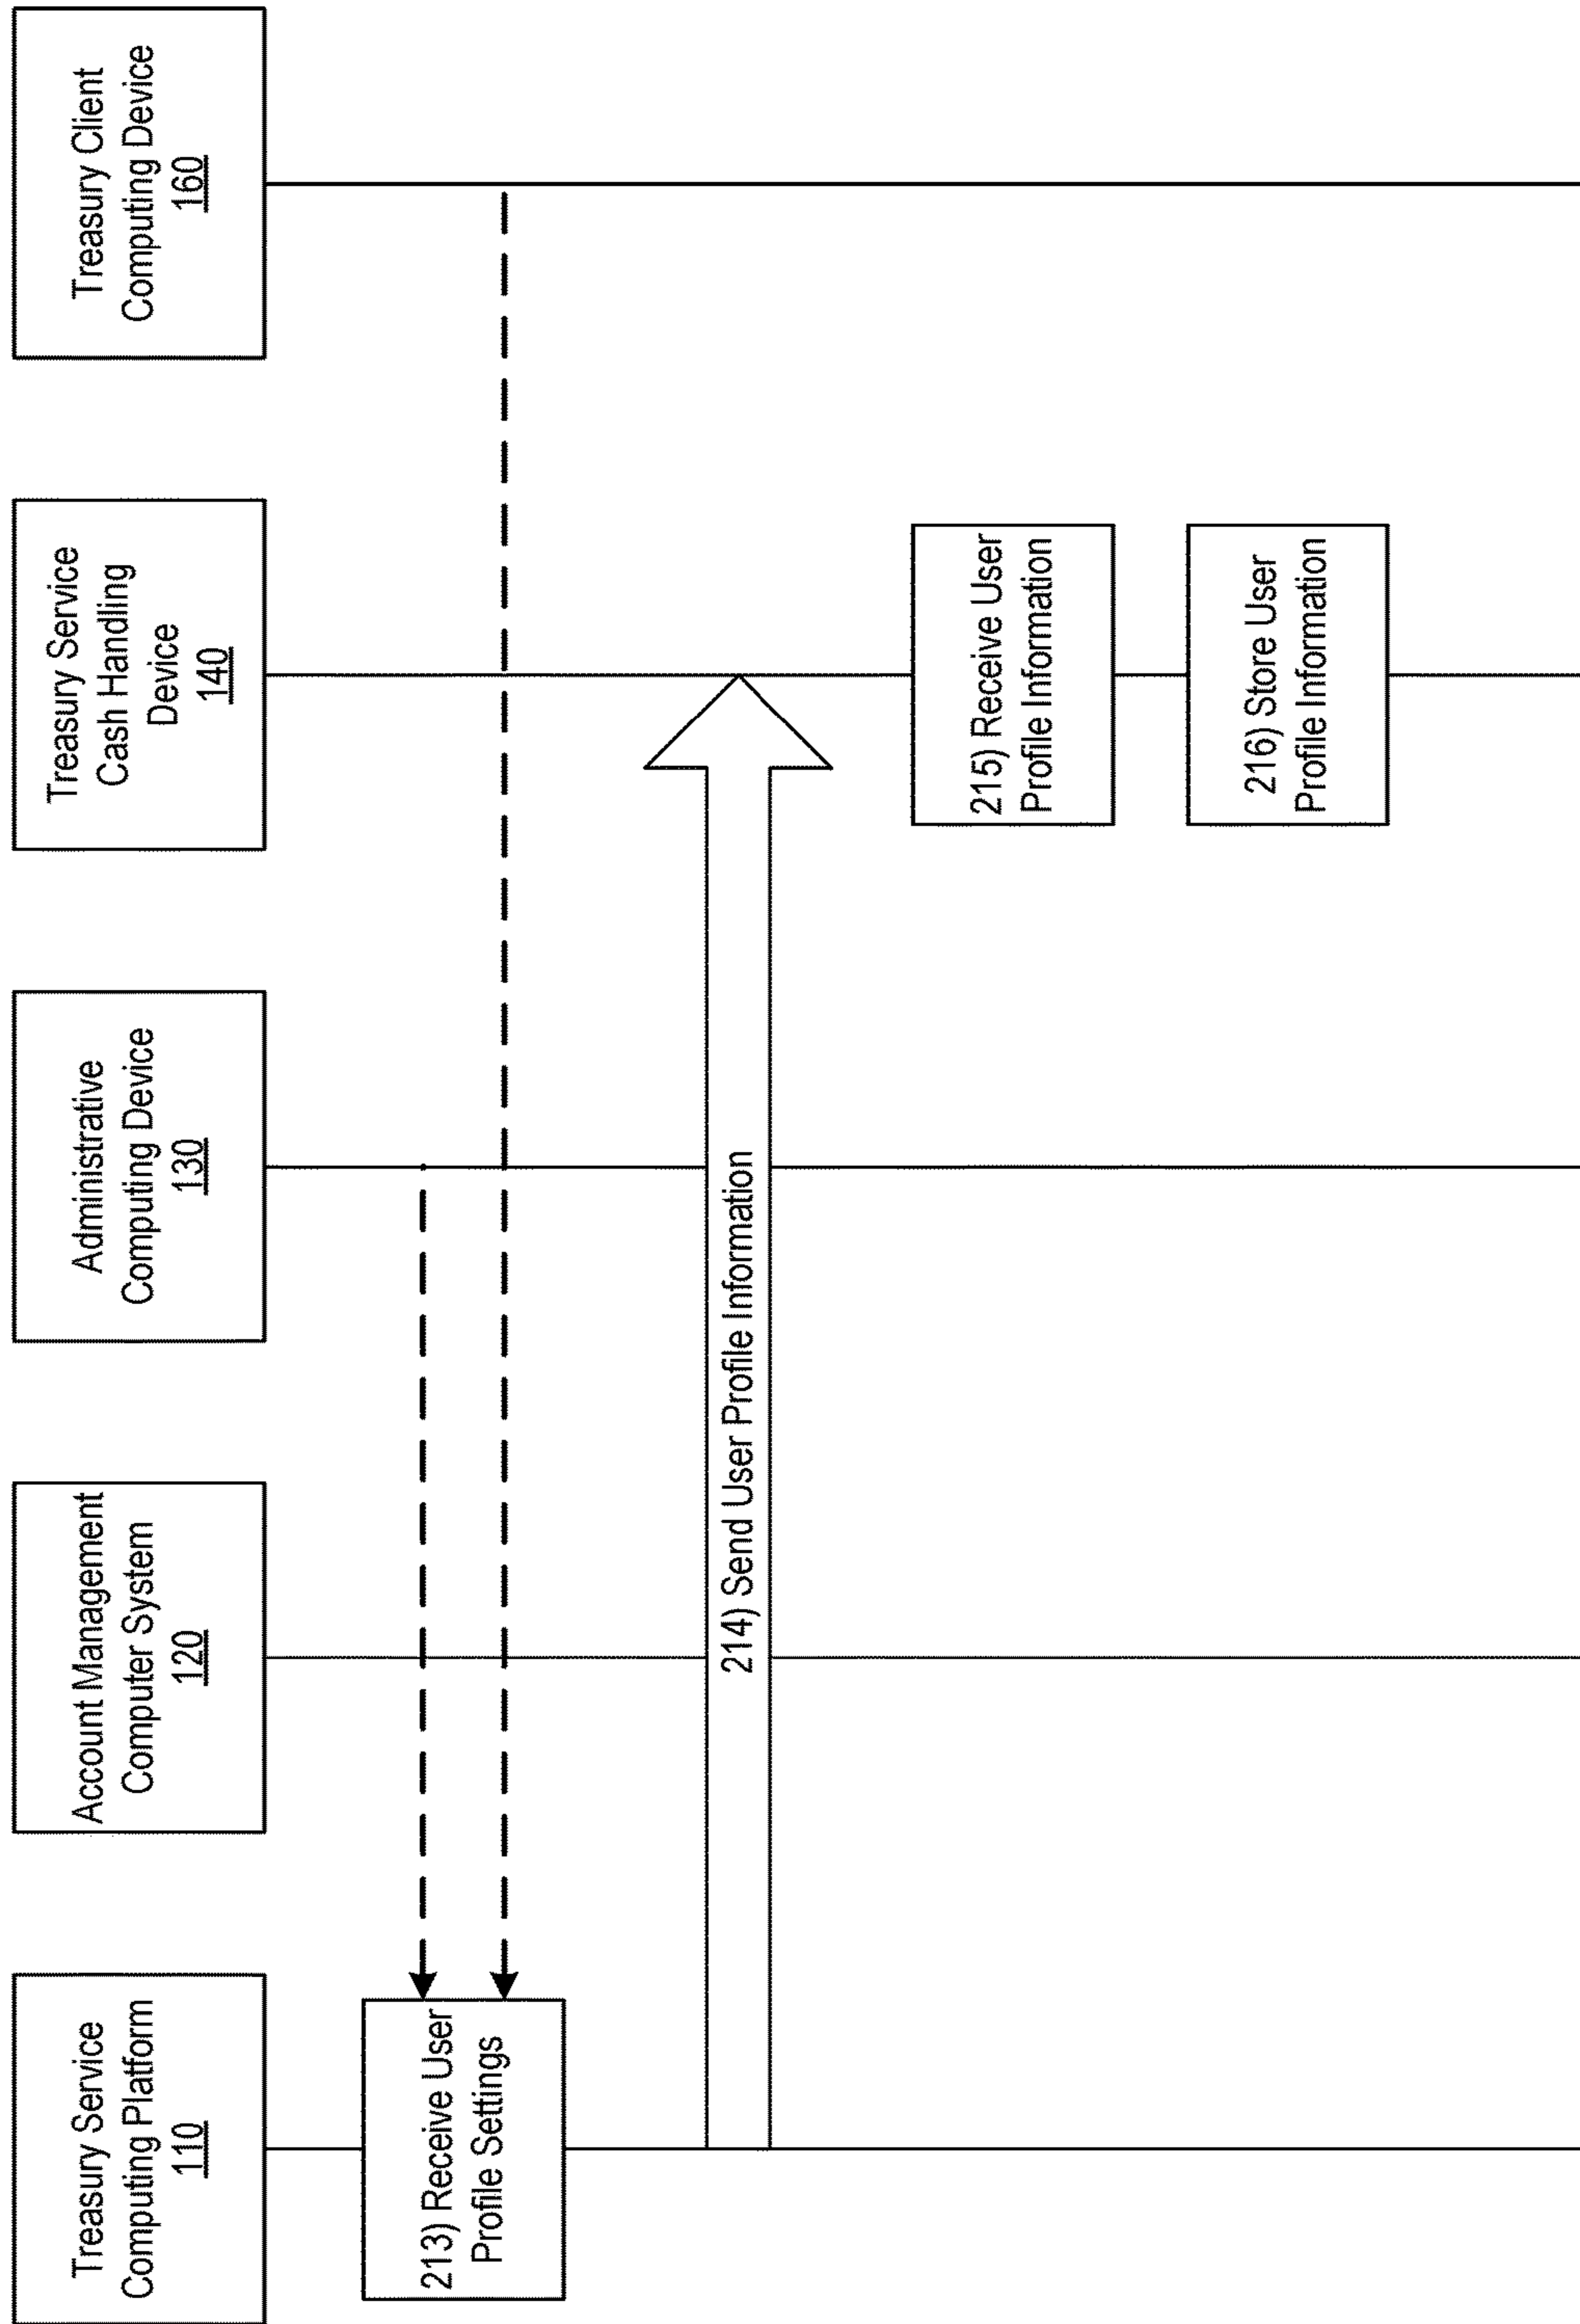 Treasury Service
Computing Platform
110
Account Management
Computer System
120
Administrative
Computing Device
130
Treasury Service
Cash Handling
Device
140
Treasury Client
Computing Device
160
213) Receive User
Profile Settings
214) Send User Profile Information
215) Receive User
Profile Information
216) Store User
Profile Information